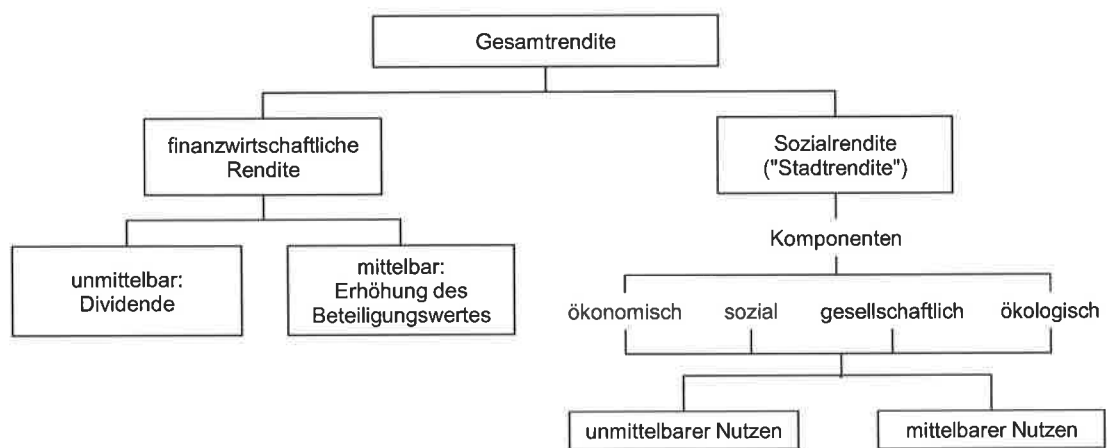 Gesamtrendite
finanzwirtschaftliche
Rendite
Sozialrendite
("Stadtrendite")
unmittelbar:
Dividende
mittelbar:
Erhöhung des
Beteiligungswertes
Komponenten
ökonomisch sozial gesellschaftlich ökologisch
unmittelbarer Nutzen
mittelbarer Nutzen